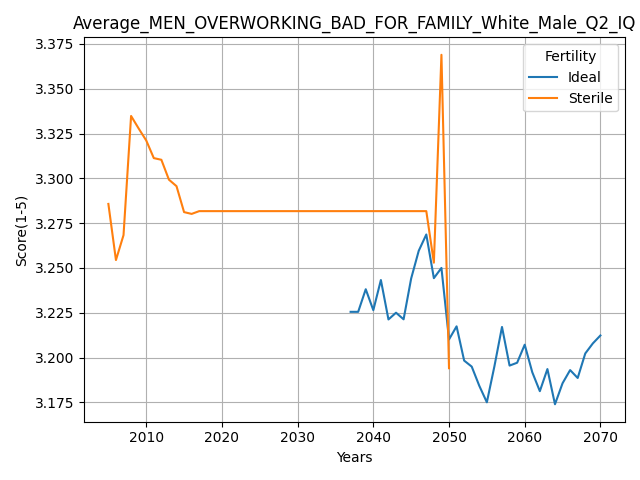 Average_MEN_OVERWORKING_BAD_FOR_FAMILY_White_Male_Q2_IQ
3.375
3.350
3.325
3.300
3.275
3.250
3.225
3.200
3.175
Score(1-5)
Fertility
Ideal
Sterile
2010 2020 2030 2040 2050 2060 2070
Years